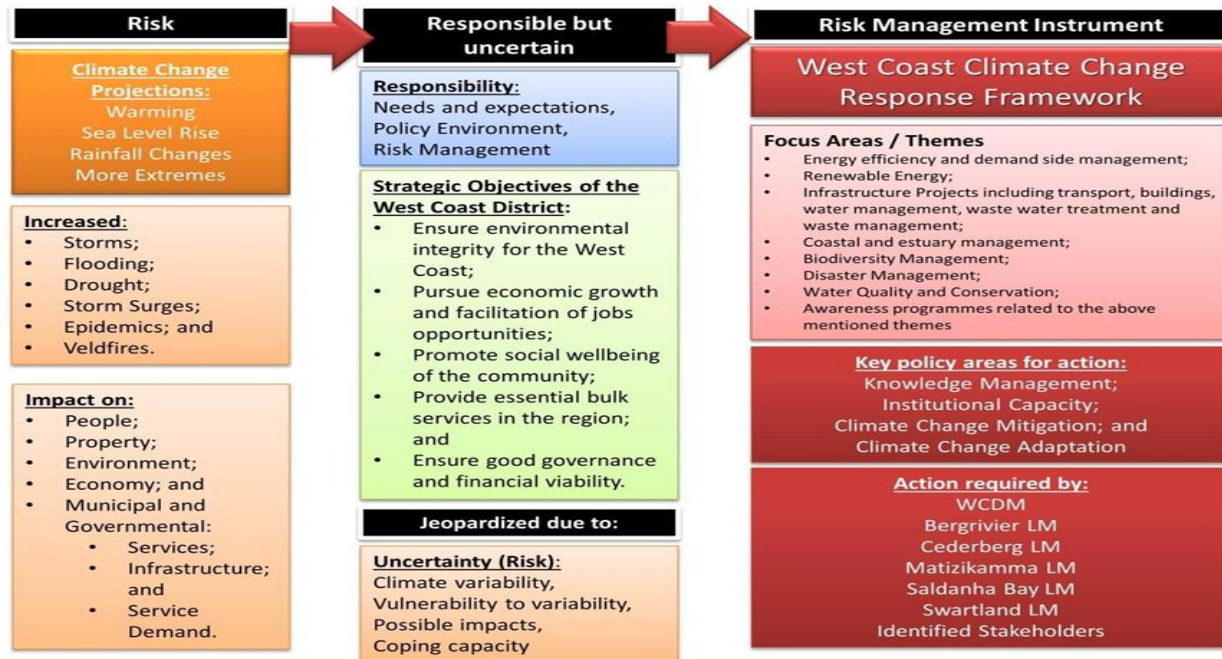 Risk
Climate Change
Projections:
Warming
Sea Level Rise
Rainfall Changes
More Extremes
Increased:
• Storms;
• Flooding;
• Drought;
• Storm Surges;
• Epidemics; and
• Veldfires.
Impact on:
• People;
• Property;
• Environment;
• Economy; and
• Municipal and
Governmental:
• Services;
• Infrastructure;
and
• Service
Demand.
Responsible but
uncertain
Responsibility:
Needs and expectations,
Policy Environment,
Risk Management
Strategic Objectives of the
West Coast District:
• Ensure environmental
integrity for the West
Coast;
• Pursue economic growth
and facilitation of jobs
opportunities;
• Promote social wellbeing
of the community;
• Provide essential bulk
services in the region;
and
• Ensure good governance
and financial viability.
Jeopardized due to:
Uncertainty (Risk):
Climate variability,
Vulnerability to variability,
Possible impacts,
Coping capacity
Risk Management Instrument
West Coast Climate Change
Response Framework
Focus Areas / Themes
• Energy efficiency and demand side management;
• Renewable Energy;
• Infrastructure Projects including transport, buildings,
water management, waste water treatment and
waste management;
• Coastal and estuary management;
• Biodiversity Management;
• Disaster Management;
• Water Quality and Conservation;
• Awareness programmes related to the above
mentioned themes
Key policy areas for action:
Knowledge Management;
Institutional Capacity;
Climate Change Mitigation; and
Climate Change Adaptation
Action required by:
WCDM
Bergrivier LM
Cederberg LM
Matizikamma LM
Saldanha Bay LM
Swartland LM
Identified Stakeholders